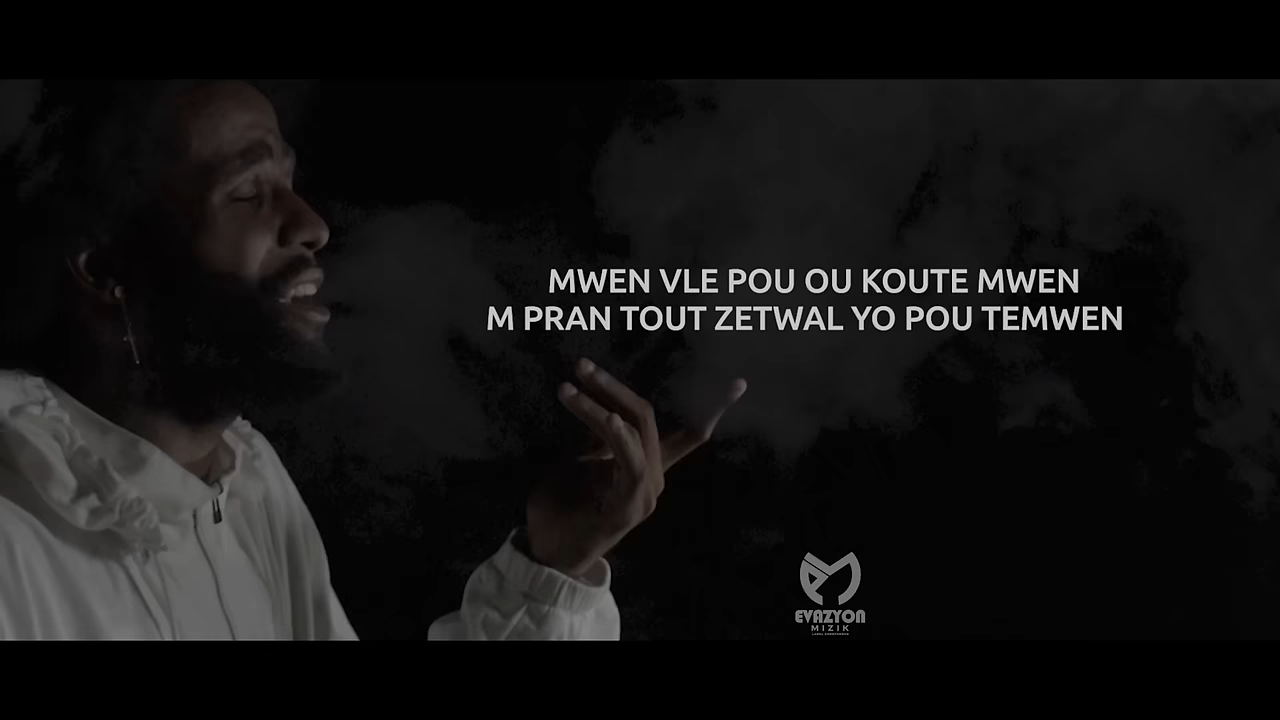 MWEN VLE POU OU KOUTE MWEN
M PRAN TOUT ZETWAL YO POU TEMWEN
EVAZYON
MIZIK